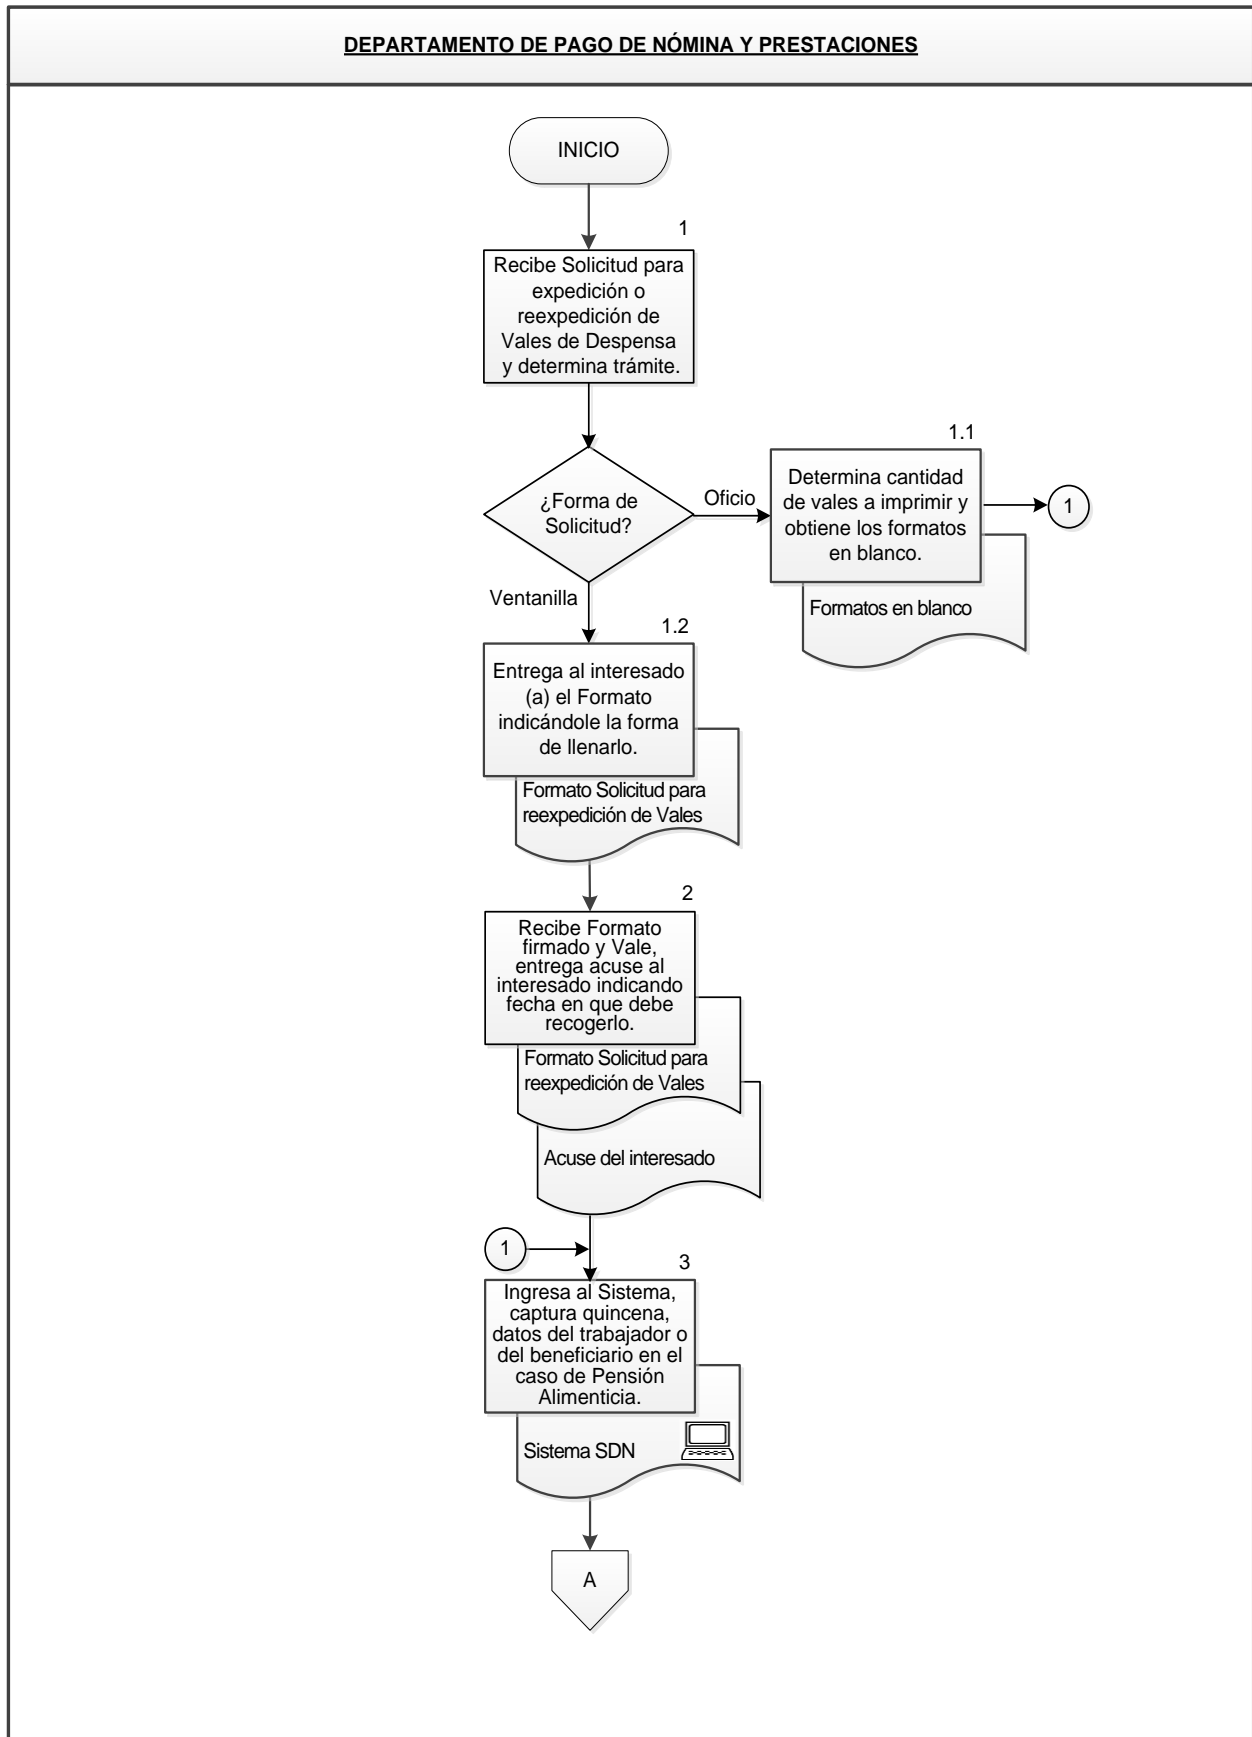 DEPARTAMENTO DE PAGO DE NÓMINA Y PRESTACIONES
INICIO
1
Recibe Solicitud para
expedición o
reexpedición de
Vales de Despensa
y determina trámite.
¿Forma de
Solicitud?
Oficio
1.1
Determina cantidad
de vales a imprimir y
obtiene los formatos
en blanco.
1
Formatos en blanco
Ventanilla
1.2
Entrega al interesado
(a) el Formato
indicándole la forma
de llenarlo.
Formato Solicitud para
reexpedición de Vales
2
Recibe Formato
firmado y Vale,
entrega acuse al
interesado indicando
fecha en que debe
recogerlo.
Formato Solicitud para
reexpedición de Vales
Acuse del interesado
1
3
Ingresa al Sistema,
captura quincena,
datos del trabajador o
del beneficiario en el
caso de Pensión
Alimenticia.
Sistema SDN
A